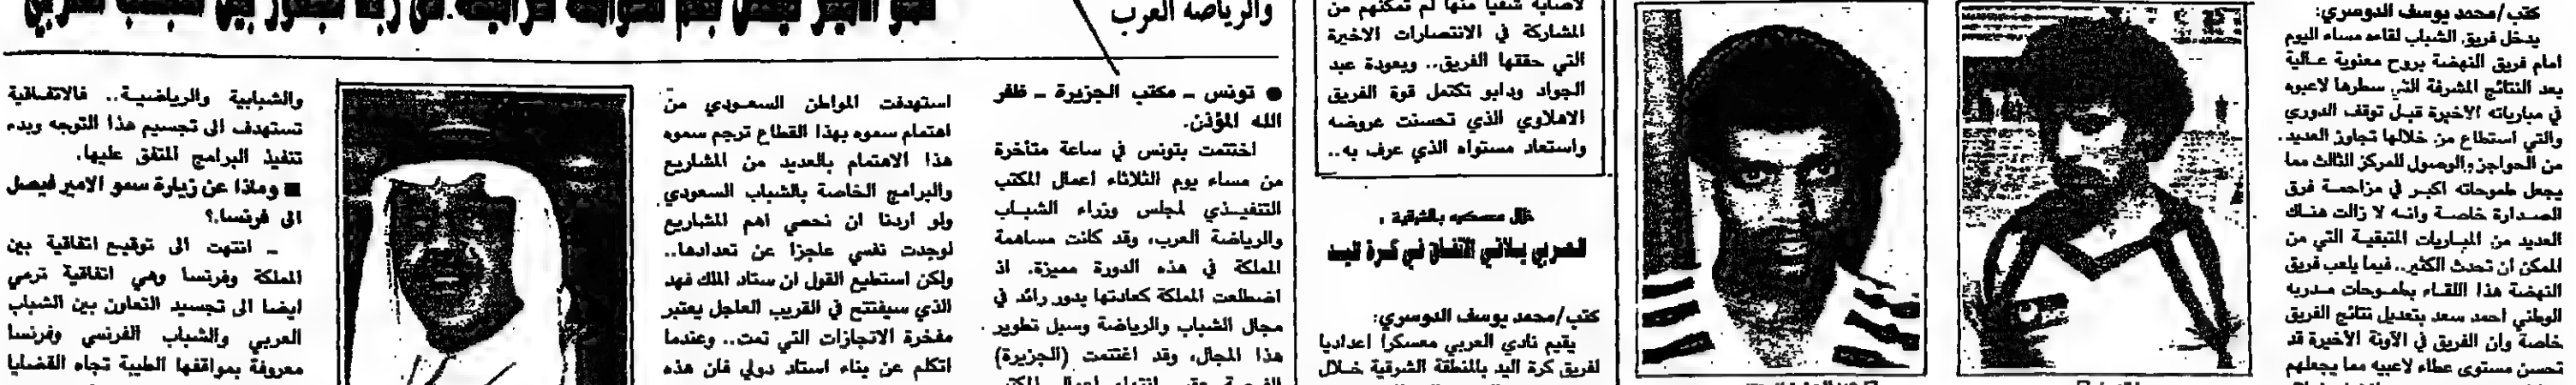 كتب/محمد يوسف الدوسري:
يدخل فريق الشباب لقاءه مساء اليوم
امام فريق النهضة بروح معنوية عالية
بعد النتائج المشرفة التي سطرها لاعبوه
في مبارياته الاخيرة قبل توقف الدوري
والتي استطاع من خلالها تجاوز العديد
من الحواجز والوصول للمركز الثالث مما
يجعل طموحاته اكبر في مزاحمة فرق
الصدارة خاصة وانه لا زالت هناك
العديد من المباريات المتبقية التي من
الممكن ان تحدث الكثير.. فيما يلعب فريق
النهضة هذا اللقاء بطموحات مدربه
الوطني احمد سعد بتعديل نتائج الفريق
خاصة وان الفريق في الآونة الأخيرة قد
تحسن مستوى عطاء لاعبيه مما يجعلهم
لاصابة شفيا منها لم تمكنهم من
المشاركة في الانتصارات الاخيرة
التي حققها الفريق.. وبعودة عبد
الجواد ودابو تكتمل قوة الفريق
الاهلاوي الذي تحسنت عروضه
واستعاد مستواه الذي عرف به..
خلال معسكره بالشرقية
العربي يلاقي الاتفاق في كرة اليد
كتب/محمد يوسف الدوسري:
يقيم نادي العربي معسكرا اعداديا
لفريق كرة اليد بالمنطقة الشرقية خلال
والرياضة العرب
● تونس ـ مكتب الجزيرة ـ ظفر
الله المؤذن.
اختتمت بتونس في ساعة متأخرة
من مساء يوم الثلاثاء اعمال المكتب
التنفيذي لمجلس وزراء الشباب
والرياضة العرب، وقد كانت مساهمة
المملكة في هذه الدورة مميزة. اذ
اضطلعت المملكة كعادتها بدور رائد في
مجال الشباب والرياضة وسبل تطوير
هذا المجال، وقد اغتنمت (الجزيرة)
استهدفت المواطن السعودي من
اهتمام سموه بهذا القطاع ترجم سموه
هذا الاهتمام بالعديد من المشاريع
والبرامج الخاصة بالشباب السعودي
ولو اردنا ان نحصي اهم المشاريع
لوجدت نفسي عاجزا عن تعدادها..
ولكن استطيع القول ان ستاد الملك فهد
الذي سيفتتح في القريب العاجل يعتبر
مفخرة الانجازات التي تمت.. وعندما
اتكلم عن بناء استاد دولي فان هذه
والشبابية والرياضية.. فالاتفاقية
تستهدف الى تجسيم هذا التوجه وبدء
تنفيذ البرامج المتفق عليها.
■ وماذا عن زيارة سمو الامير فيصل
الى فرنسا؟
ـ انتهت الى توقيع اتفاقية بين
المملكة وفرنسا وهي اتفاقية ترمي
ايضا الى تجسيد التعاون بين الشباب
العربي والشباب الفرنسي وفرنسا
معروفة بمواقفها الطيبة تجاه القضايا